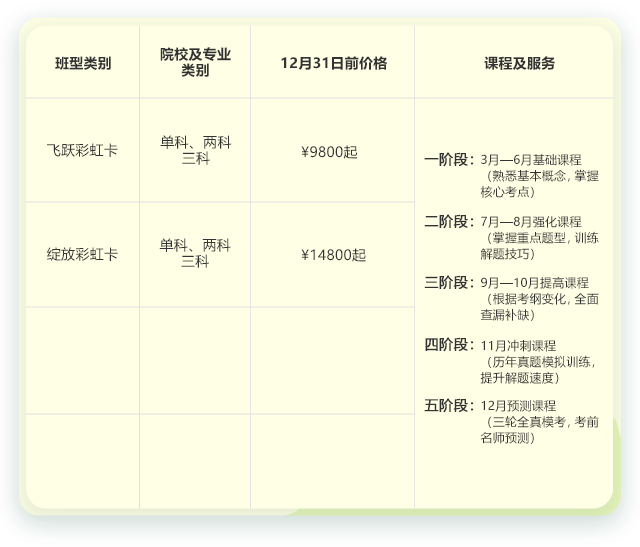 班型类别
院校及专业
类别
12月31日前价格
课程及服务
飞跃彩虹卡
单科、两科
三科
¥9800起
绽放彩虹卡
单科、两科
三科
¥14800起
一阶段：3月—6月基础课程
（熟悉基本概念, 掌握
核心考点）
二阶段：7月—8月强化课程
（掌握重点题型, 训练
解题技巧）
三阶段：9月—10月提高课程
（根据考纲变化, 全面
查漏补缺）
四阶段：11月冲刺课程
（历年真题模拟训练,
提升解题速度）
五阶段：12月预测课程
（三轮全真模考, 考前
名师预测）